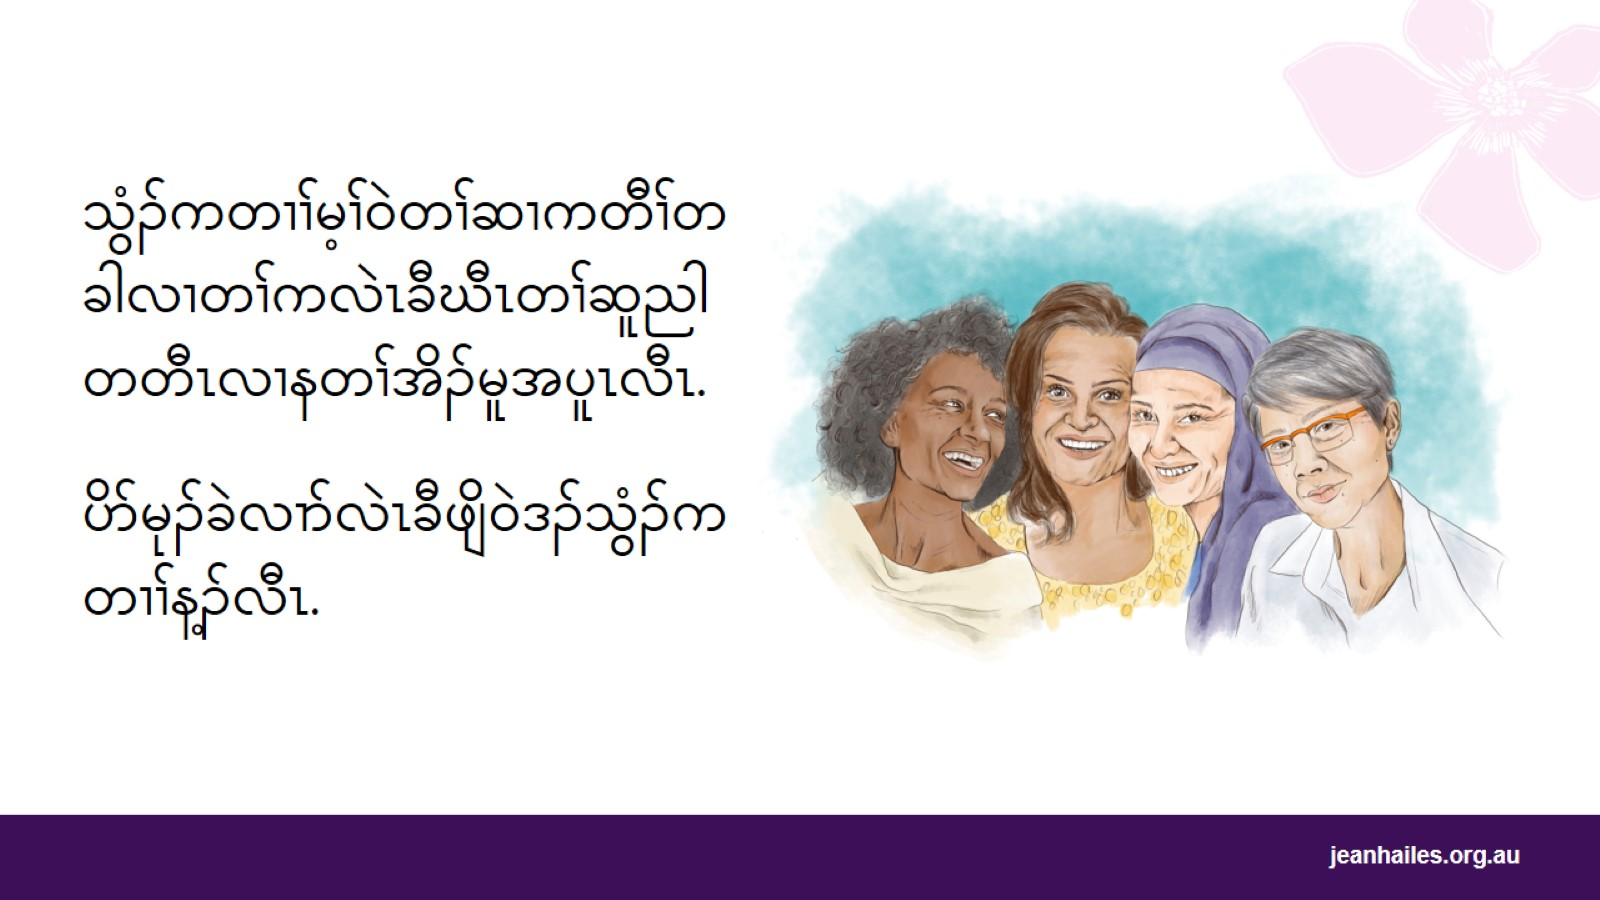 သွံၣ်ကတၢၢ်မ့ၢ်ဝဲတၢ်ဆၢကတီၢ်တ
ခါလၢတၢ်ကလဲၤခီဃီၤတၢ်ဆူညါ
တတီၤလၢနတၢ်အိၣ်မူအပူၤလီၤ.
ပိာ်မုၣ်ခဲလၢာ်လဲၤခီဖျိဝဲဒၣ်သွံၣ်က
တၢၢ်န့ၣ်လီၤ.
jeanhailes.org.au